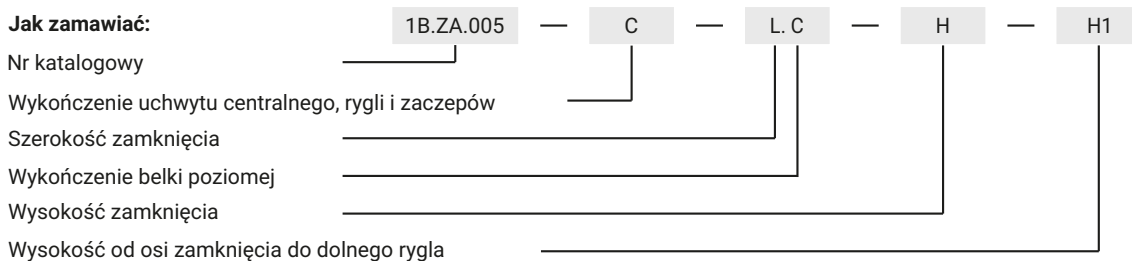 Jak zamawiać: 1B.ZA.005 — C — L. C — H — H1
Nr katalogowy
Wykończenie uchwytu centralnego, rygli i zaczepów
Szerokość zamknięcia
Wykończenie belki poziomej
Wysokość zamknięcia
Wysokość od osi zamknięcia do dolnego rygla